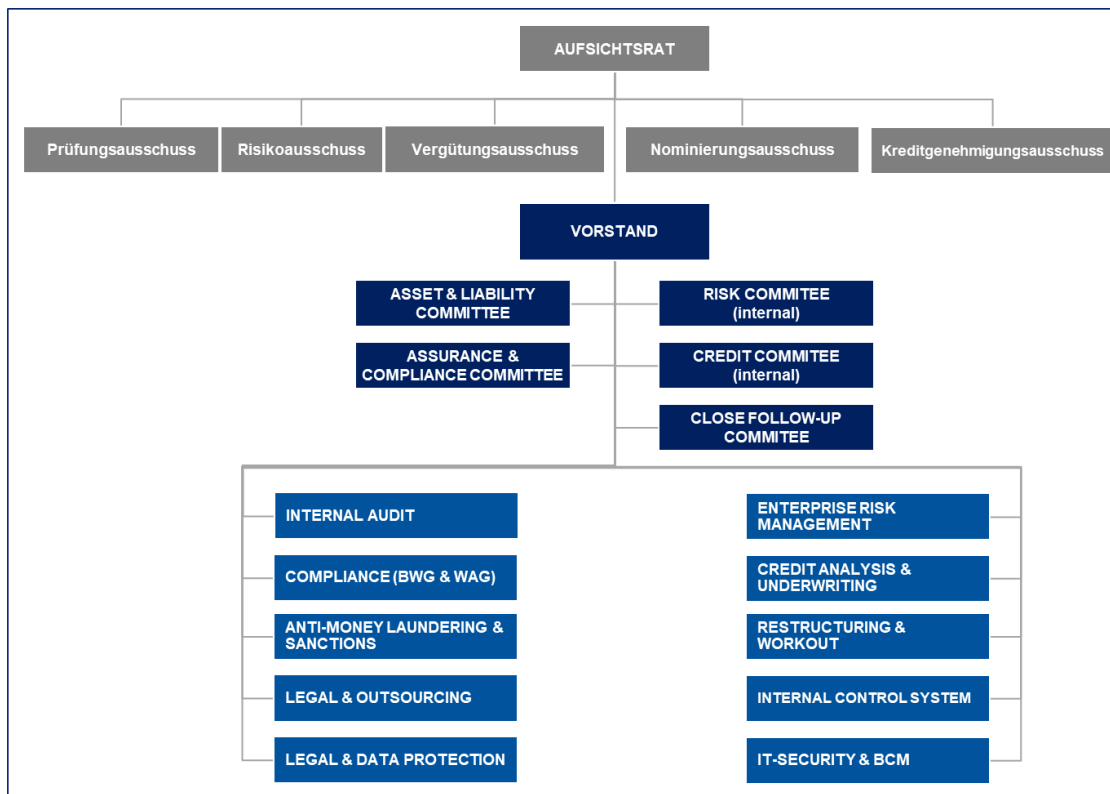 AUFSICHTSRAT
Prüfungsausschuss
Risikoausschuss
Vergütungsausschuss
Nominierungsausschuss
Kreditgenehmigungsausschuss
VORSTAND
ASSET & LIABILITY
COMMITTEE
RISK COMMITEE
(internal)
ASSURANCE &
COMPLIANCE COMMITTEE
CREDIT COMMITEE
(internal)
CLOSE FOLLOW-UP
COMMITEE
INTERNAL AUDIT
COMPLIANCE (BWG & WAG)
ANTI-MONEY LAUNDERING &
SANCTIONS
LEGAL & OUTSOURCING
LEGAL & DATA PROTECTION
ENTERPRISE RISK
MANAGEMENT
CREDIT ANALYSIS &
UNDERWRITING
RESTRUCTURING &
WORKOUT
INTERNAL CONTROL SYSTEM
IT-SECURITY & BCM